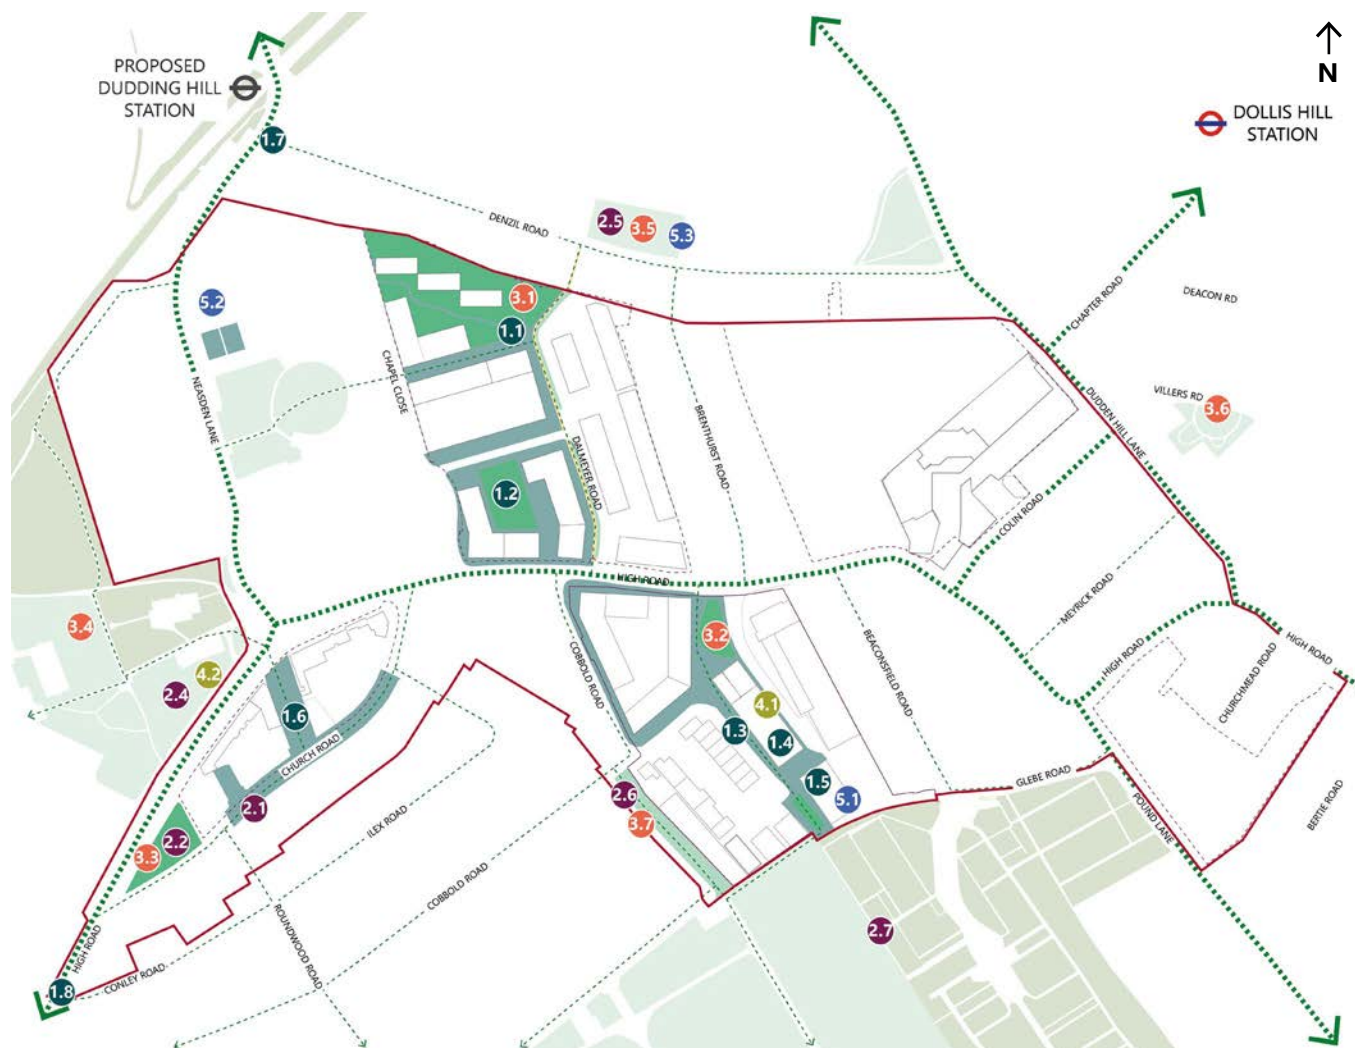 N
PROPOSED
DUDDING HILL
STATION
DOLLIS HILL
STATION
1.7
DENZIL ROAD
2.5
3.5
5.3
5.2
3.1
1.1
CHAPTER ROAD
DEACON RD
VILLERS RD
3.6
NEASDEN LANE
CHAPEL CLOSE
DALMEYER ROAD
BRENTHURST ROAD
DUDDEN HILL LANE
1.2
COLIN ROAD
MEYRICK ROAD
HIGH ROAD
3.4
4.2
2.4
1.6
CHURCH ROAD
COBBOLD ROAD
3.2
4.1
1.3
1.4
BEACONSFIELD ROAD
HIGH ROAD
CHURCHMEAD ROAD
HIGH ROAD
1.5
5.1
GLEBE ROAD
POUND LANE
BERTIE ROAD
2.1
2.2
3.3
ILEX ROAD
COBBOLD ROAD
2.6
3.7
2.7
ROUNDWOOD ROAD
HIGH ROAD
CONLEY ROAD
1.8